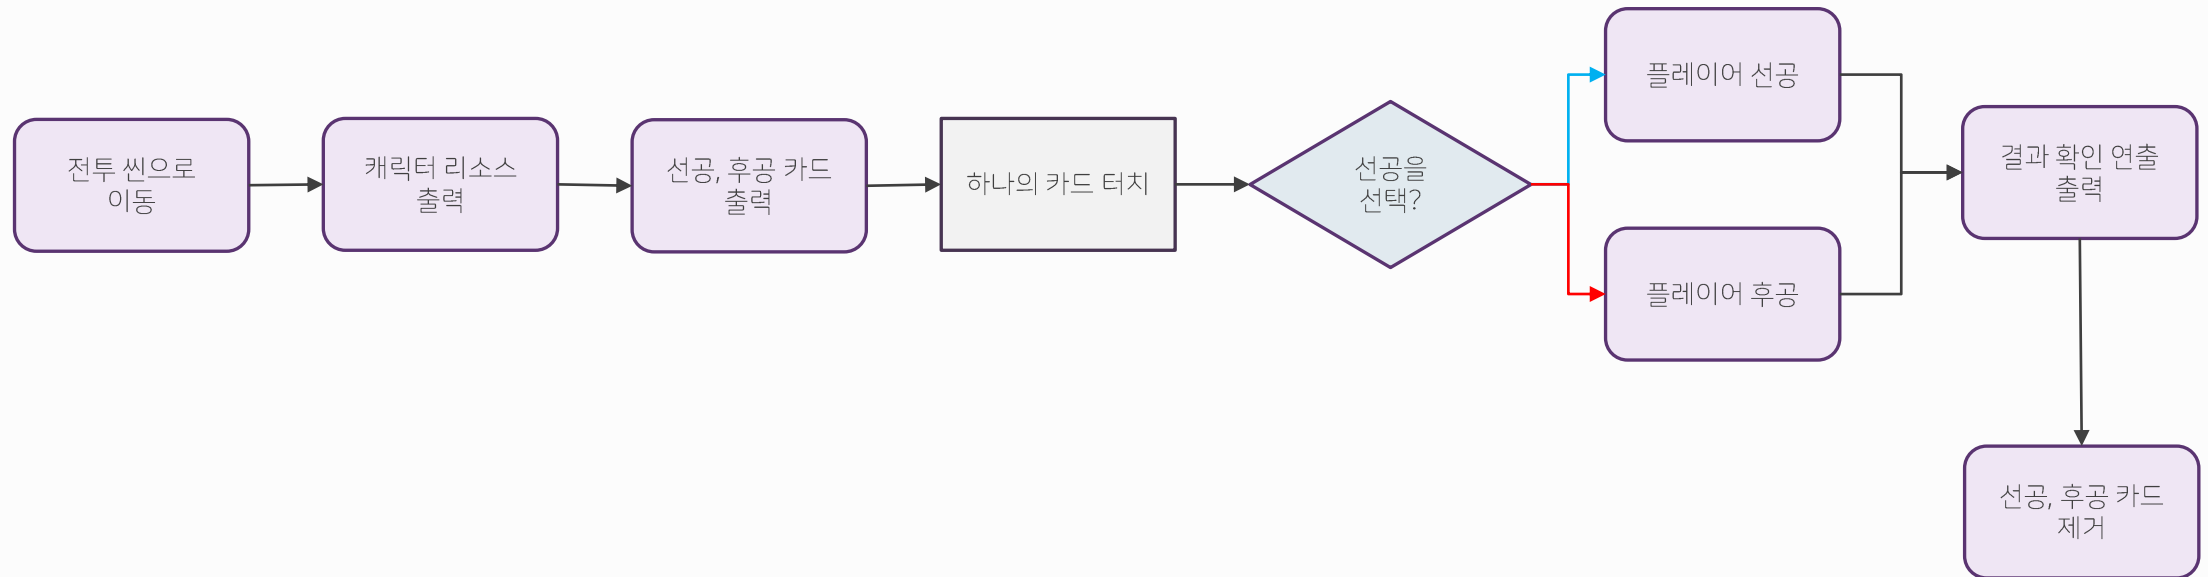 전투 씬으로
이동
캐릭터 리소스
출력
선공, 후공 카드
출력
하나의 카드 터치
선공을
선택?
플레이어 선공
플레이어 후공
결과 확인 연출
출력
선공, 후공 카드
제거